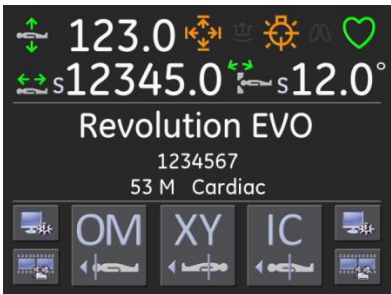 123.0
S12345.0 S12.0°
Revolution EVO
1234567
53 M Cardiac
OM XY IC